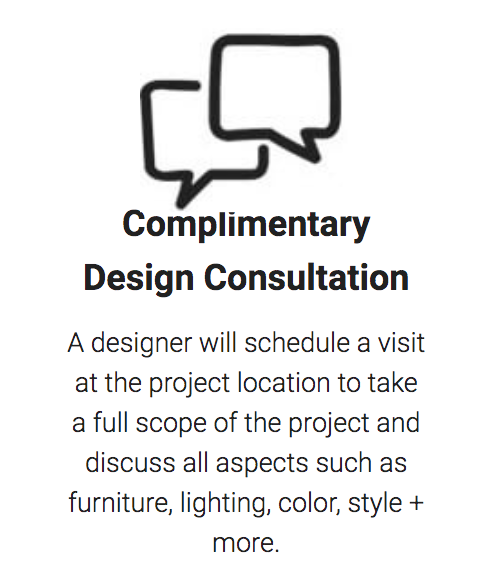 Complimentary
Design Consultation
A designer will schedule a visit
at the project location to take
a full scope of the project and
discuss all aspects such as
furniture, lighting, color, style +
more.